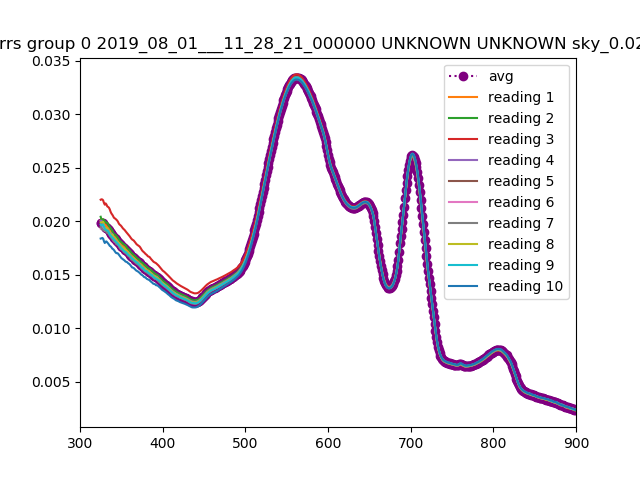 rrs group 0 2019_08_01___11_28_21_000000 UNKNOWN UNKNOWN sky_0.02
0.035
0.030
0.025
0.020
0.015
0.010
0.005
300 400 500 600 700 800 900
avg
reading 1
reading 2
reading 3
reading 4
reading 5
reading 6
reading 7
reading 8
reading 9
reading 10